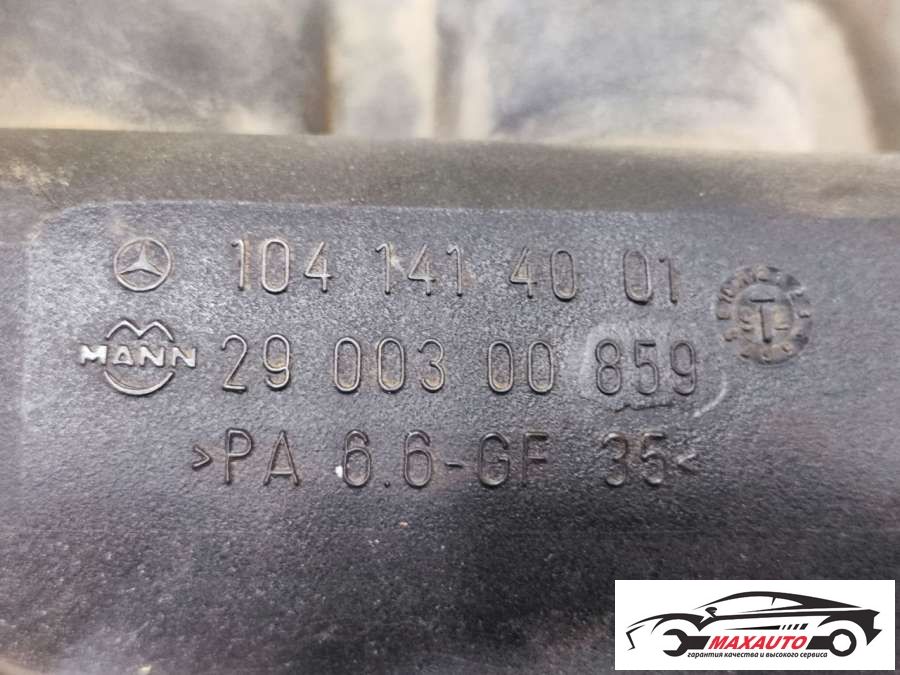 104 141 40 01
MANN 29 003 00 859
>PA 6.6-GF 35<
MAXAUTO
гарантия качества и высокого сервиса